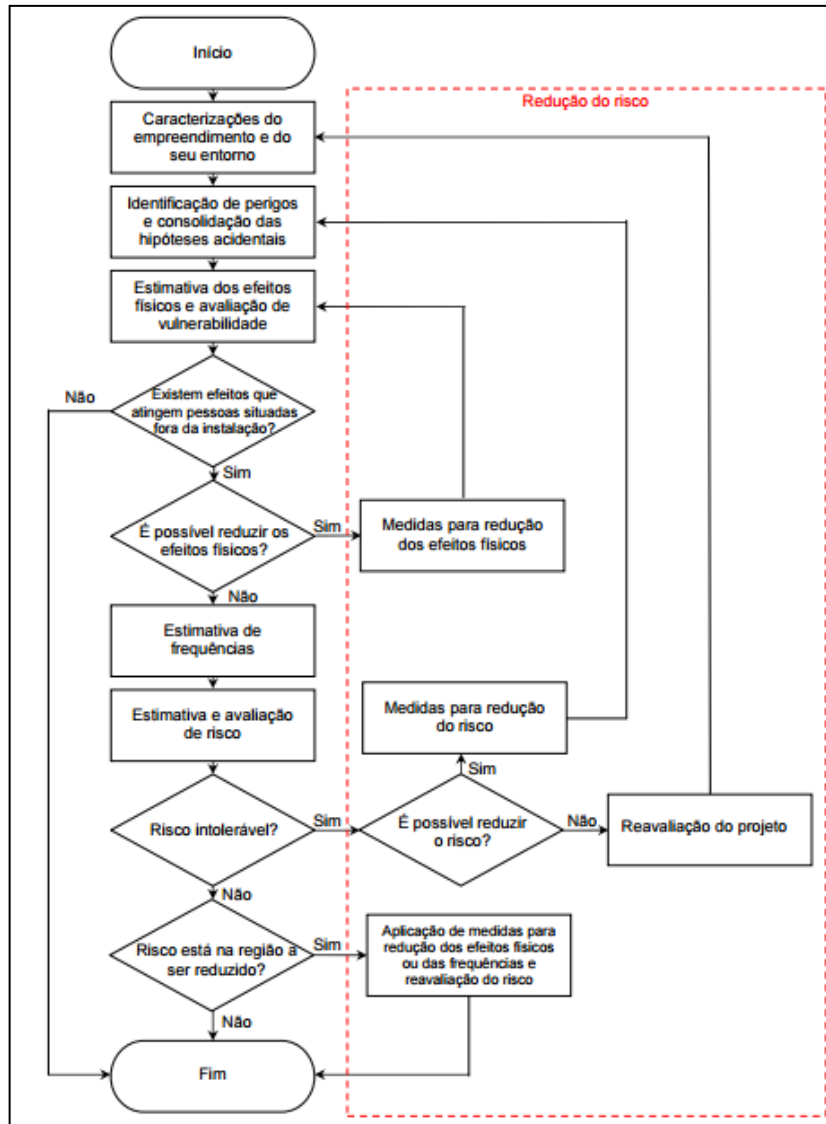 Início
Redução do risco
Caracterizações do
empreendimento e do
seu entorno
Identificação de perigos
e consolidação das
hipóteses acidentais
Estimativa dos efeitos
físicos e avaliação de
vulnerabilidade
Não
Existem efeitos que
atingem pessoas situadas
fora da instalação?
Sim
É possível reduzir os
efeitos físicos?
Sim
Medidas para redução
dos efeitos físicos
Não
Estimativa de
frequências
Estimativa e avaliação
de risco
Medidas para redução
do risco
Sim
Risco intolerável?
Sim
É possível reduzir
o risco?
Não
Reavaliação do projeto
Não
Risco está na região a
ser reduzido?
Sim
Aplicação de medidas para
redução dos efeitos físicos
ou das frequências e
reavaliação do risco
Não
Fim